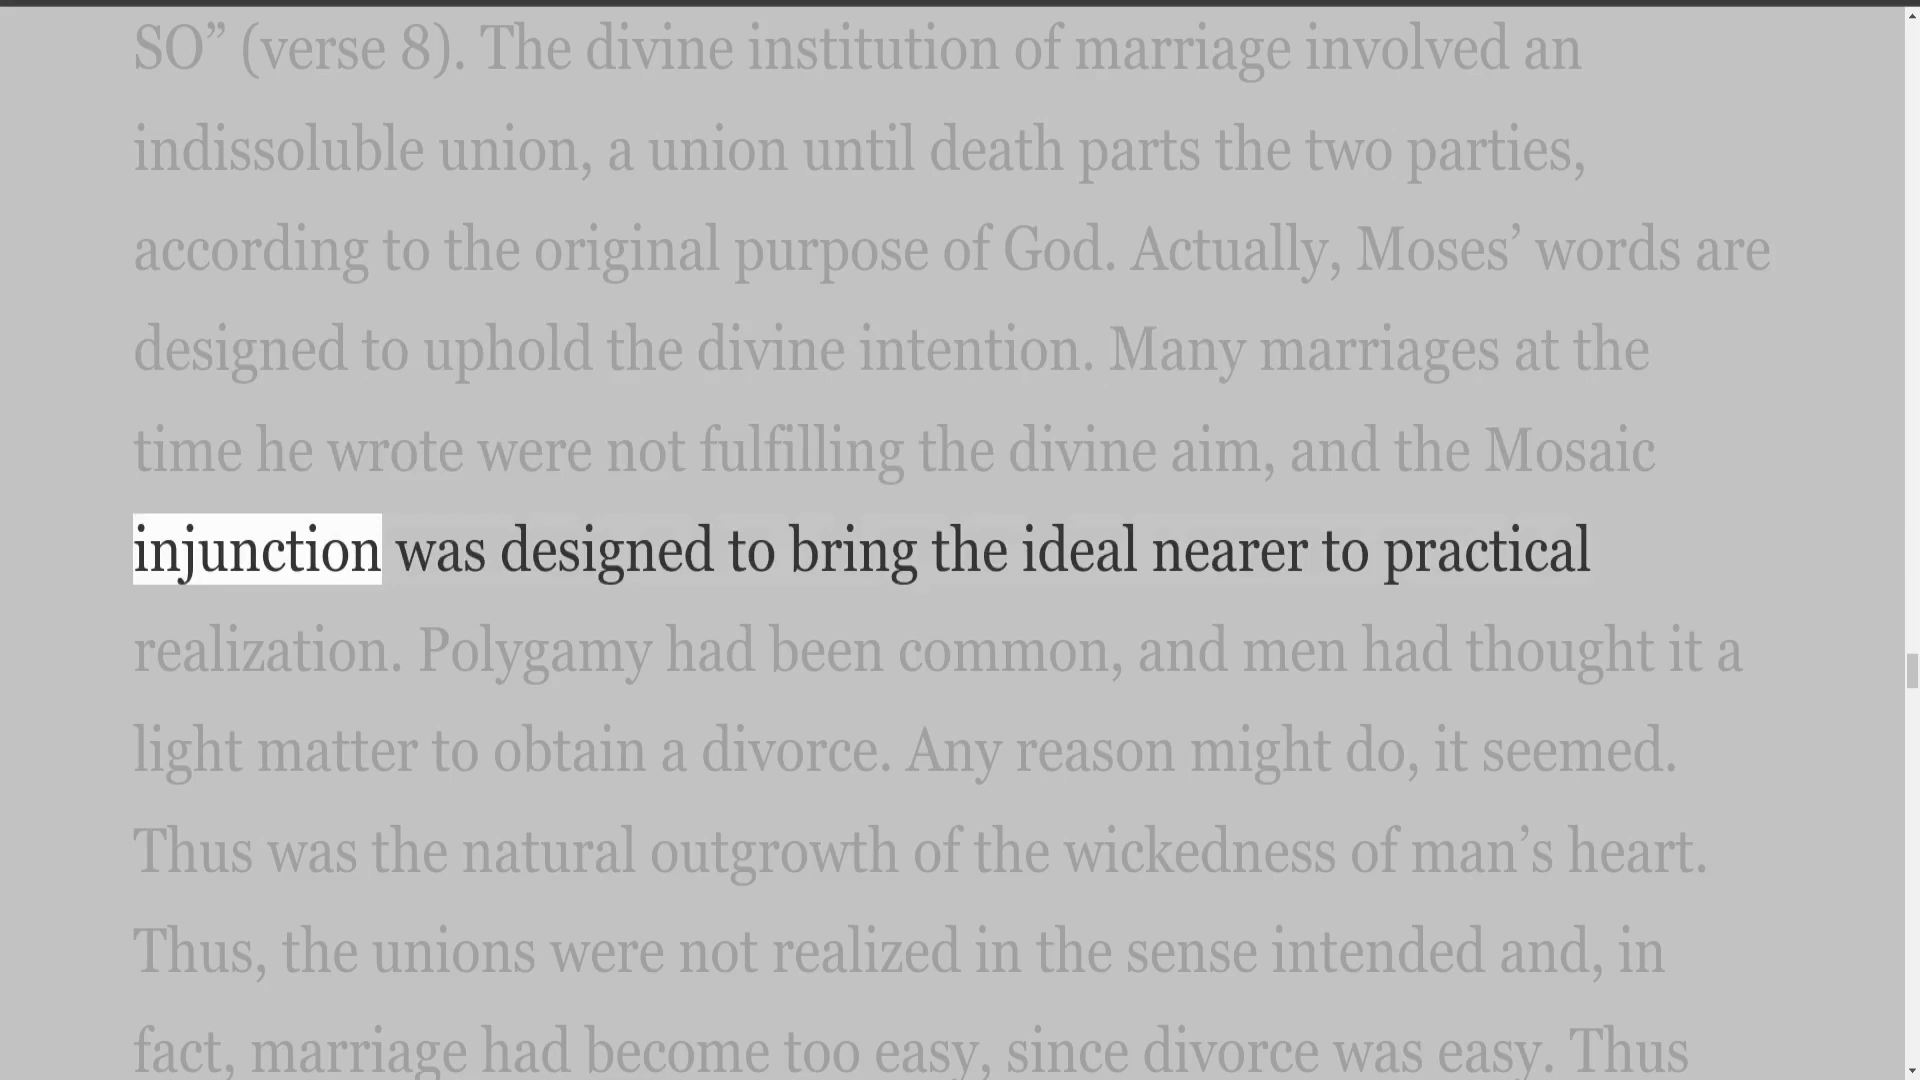 SO” (verse 8). The divine institution of marriage involved an
indissoluble union, a union until death parts the two parties,
according to the original purpose of God. Actually, Moses’ words are
designed to uphold the divine intention. Many marriages at the
time he wrote were not fulfilling the divine aim, and the Mosaic
injunction was designed to bring the ideal nearer to practical
realization. Polygamy had been common, and men had thought it a
light matter to obtain a divorce. Any reason might do, it seemed.
Thus was the natural outgrowth of the wickedness of man’s heart.
Thus, the unions were not realized in the sense intended and, in
fact, marriage had become too easy, since divorce was easy. Thus